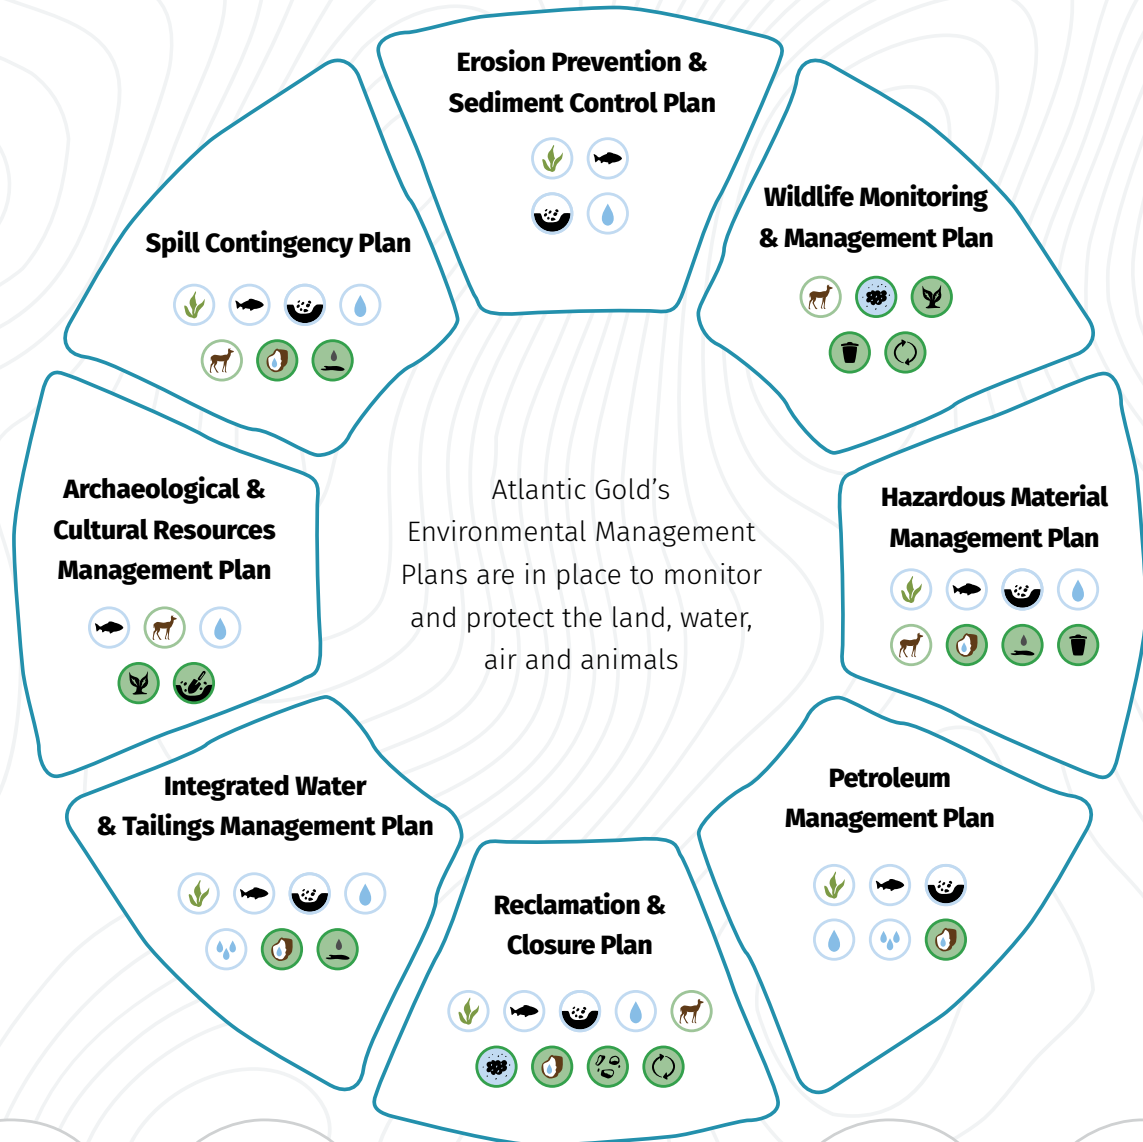 Erosion Prevention &
Sediment Control Plan
Wildlife Monitoring
& Management Plan
Spill Contingency Plan
Archaeological &
Cultural Resources
Management Plan
Atlantic Gold’s
Environmental Management
Plans are in place to monitor
and protect the land, water,
air and animals
Hazardous Material
Management Plan
Integrated Water
& Tailings Management Plan
Petroleum
Management Plan
Reclamation &
Closure Plan